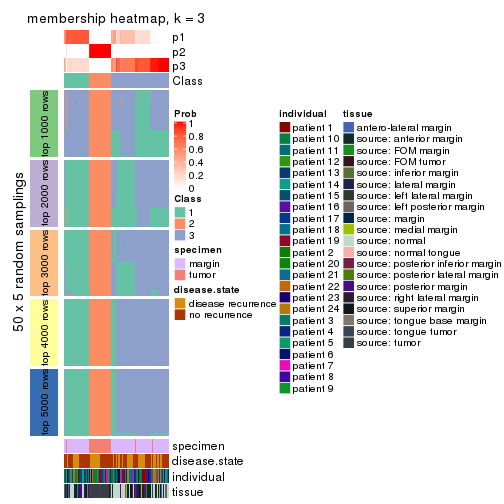 membership heatmap, k = 3
p1
p2
p3
Class
50 x 5 random samplings
top 1000 rows
top 2000 rows
top 3000 rows
top 4000 rows
top 5000 rows
Prob
1
0.8
0.6
0.4
0.2
0
Class
1
2
3
specimen
margin
tumor
disease.state
disease recurrence
no recurrence
individual
patient 1
patient 10
patient 11
patient 12
patient 13
patient 14
patient 15
patient 16
patient 17
patient 18
patient 19
patient 2
patient 20
patient 21
patient 22
patient 23
patient 24
patient 3
patient 4
patient 5
patient 6
patient 7
patient 8
patient 9
tissue
antero-lateral margin
source: anterior margin
source: FOM margin
source: FOM tumor
source: inferior margin
source: lateral margin
source: left lateral margin
source: left posterior margin
source: margin
source: medial margin
source: normal
source: normal tongue
source: posterior inferior margin
source: posterior lateral margin
source: posterior margin
source: right lateral margin
source: superior margin
source: tongue base margin
source: tongue tumor
source: tumor
specimen
disease.state
individual
tissue